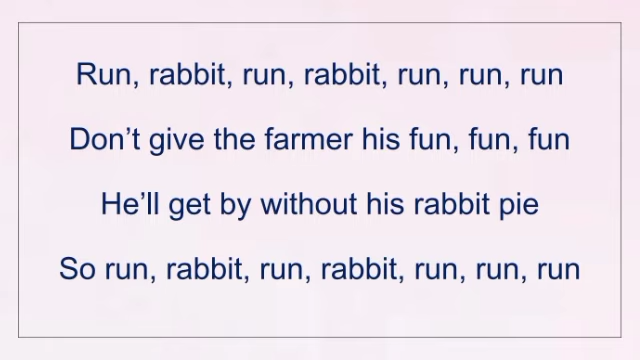 Run, rabbit, run, rabbit, run, run, run
Don’t give the farmer his fun, fun, fun
He’ll get by without his rabbit pie
So run, rabbit, run, rabbit, run, run, run